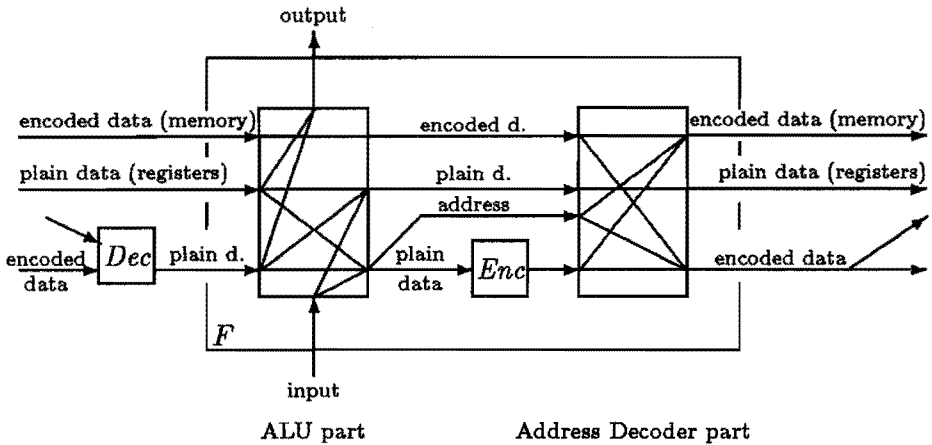 output
encoded data (memory)
encoded d.
encoded data (memory)
plain data (registers)
plain d.
plain data (registers)
address
encoded
data
Dec
plain d.
plain
data
Enc
encoded data
F
input
ALU part
Address Decoder part